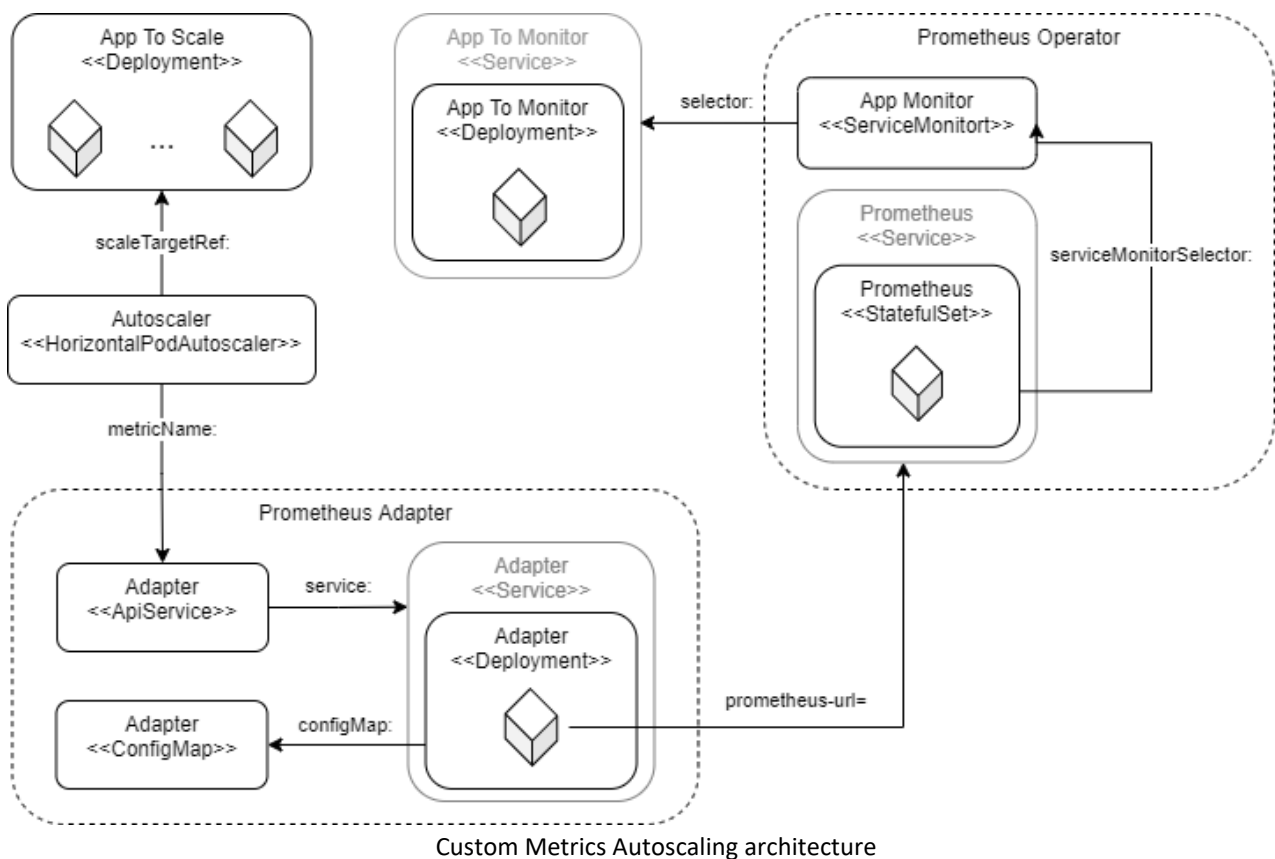 App To Scale
<<Deployment>>
...
scaleTargetRef:
Autoscaler
<<HorizontalPodAutoscaler>>
metricName:
App To Monitor
<<Service>>
App To Monitor
<<Deployment>>
selector:
Prometheus Operator
App Monitor
<<ServiceMonitort>>
Prometheus
<<Service>>
serviceMonitorSelector:
Prometheus
<<StatefulSet>>
Prometheus Adapter
Adapter
<<ApiService>>
service:
Adapter
<<Service>>
Adapter
<<Deployment>>
Adapter
<<ConfigMap>>
configMap:
prometheus-url=
Custom Metrics Autoscaling architecture